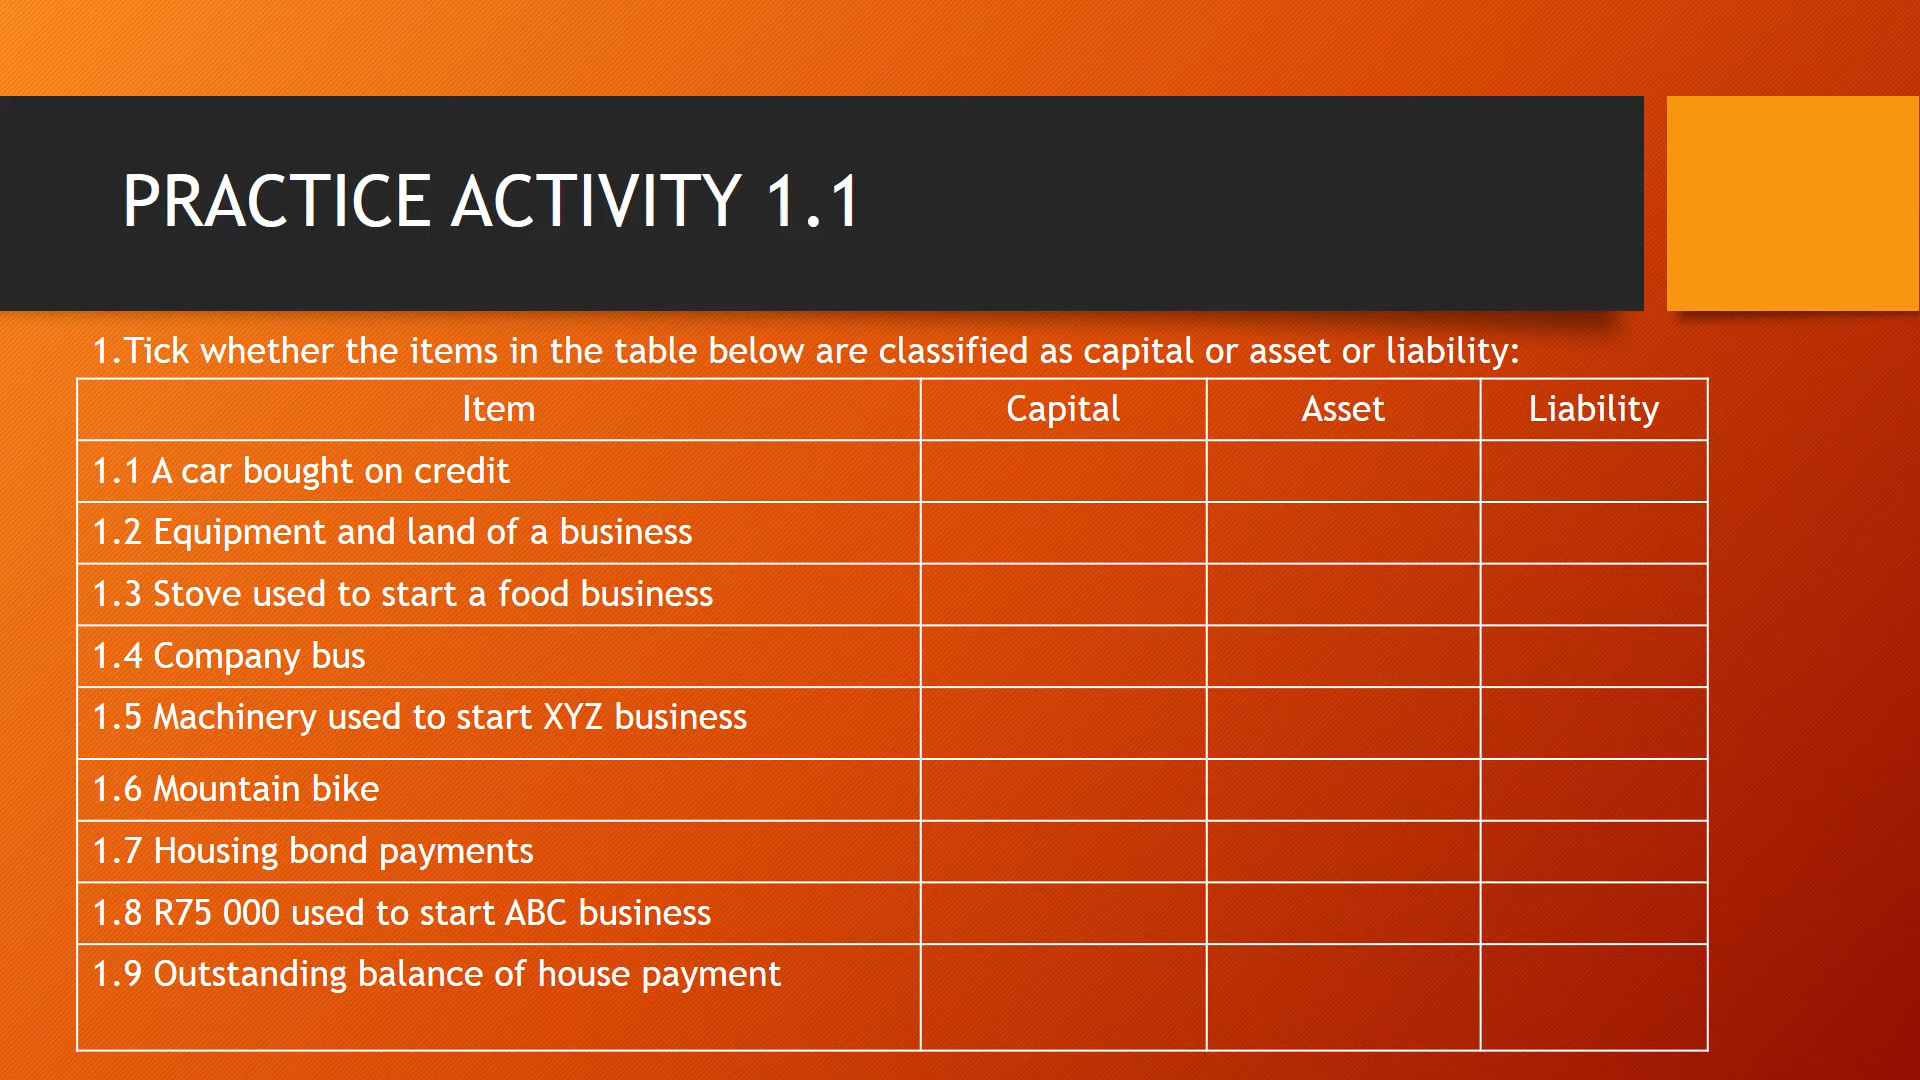 PRACTICE ACTIVITY 1.1
1.Tick whether the items in the table below are classified as capital or asset or liability:
Item Capital Asset Liability
1.1 A car bought on credit
1.2 Equipment and land of a business
1.3 Stove used to start a food business
1.4 Company bus
1.5 Machinery used to start XYZ business
1.6 Mountain bike
1.7 Housing bond payments
1.8 R75 000 used to start ABC business
1.9 Outstanding balance of house payment